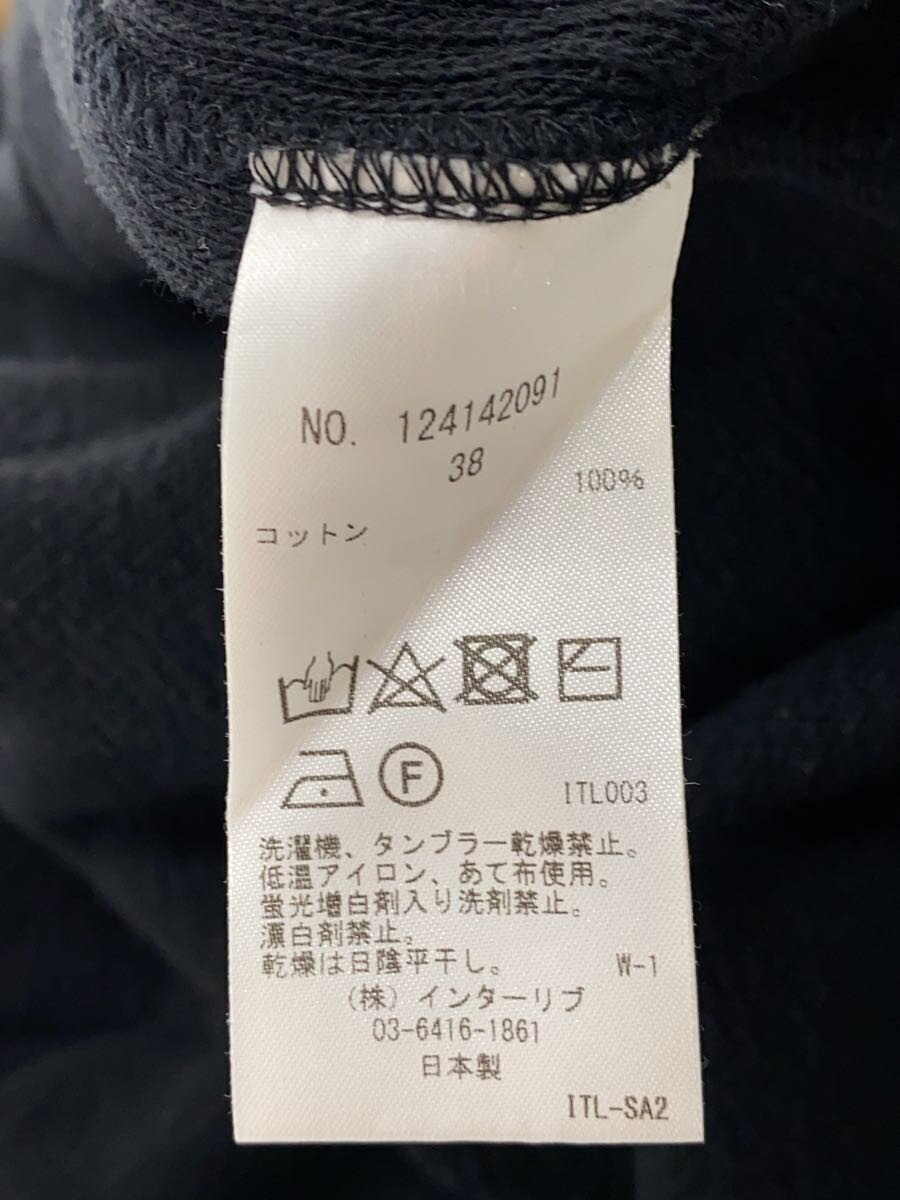 NO. 124142091
38
100%
コットン
F
ITL003
洗濯機、タンブラー乾燥禁止。
低温アイロン、あて布使用。
蛍光増白剤入り洗剤禁止。
漂白剤禁止。
乾燥は日陰平干し。
W-1
(株)インターリブ
03-6416-1861
日本製
ITL-SA2